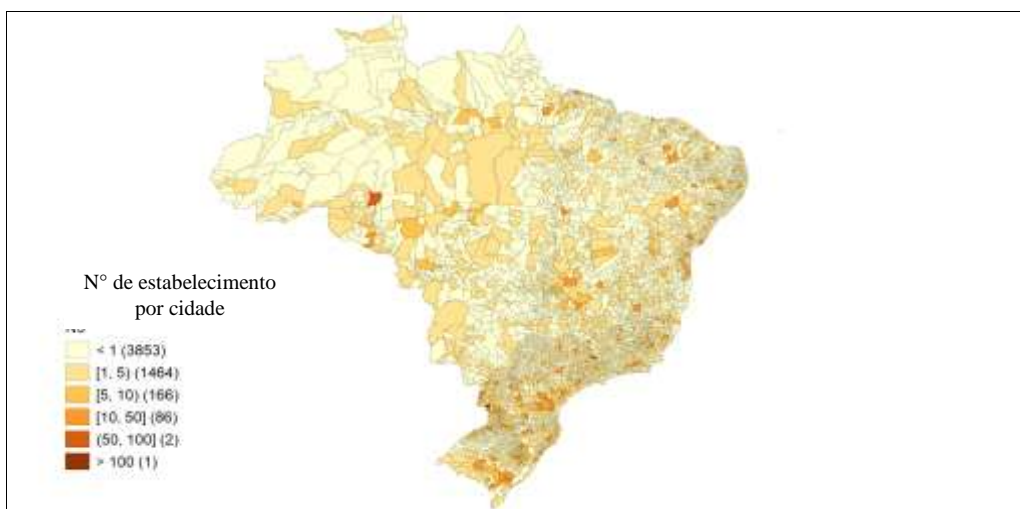 N° de estabelecimento
por cidade
< 1 (3853)
[1, 5) (1464)
[5, 10) (166)
[10, 50] (86)
(50, 100] (2)
> 100 (1)